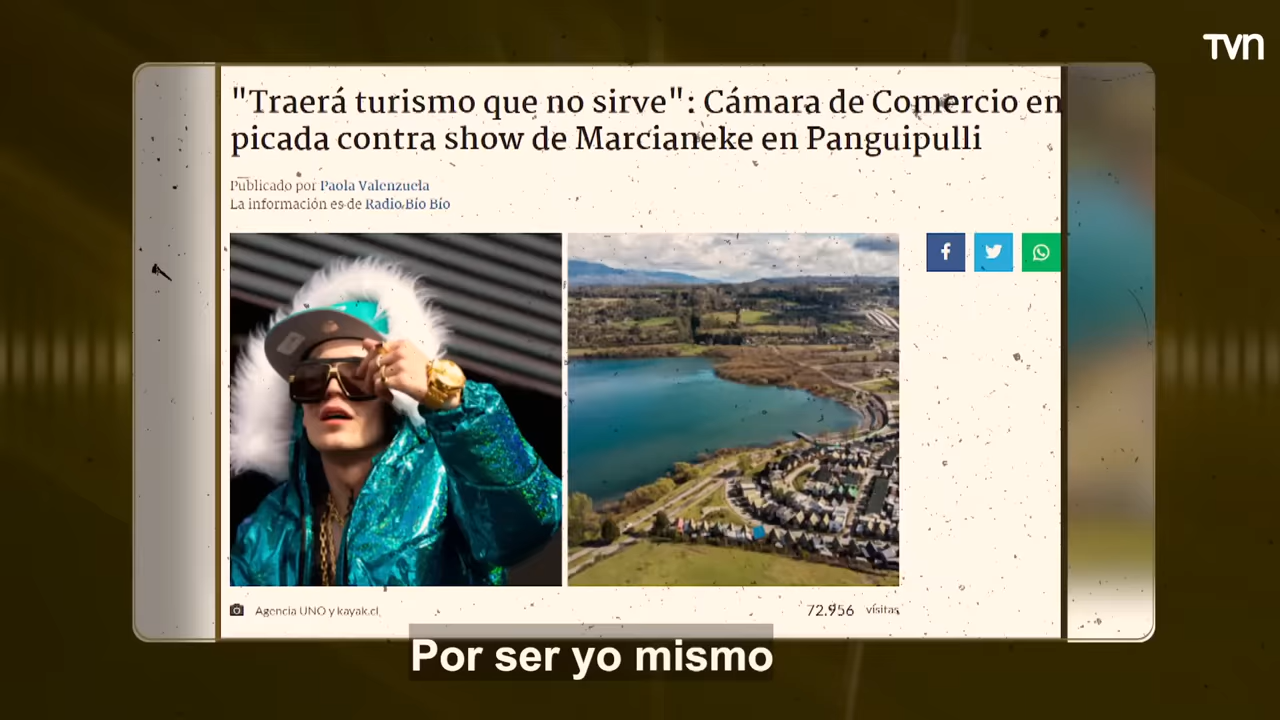 TVN
"Traerá turismo que no sirve": Cámara de Comercio en
picada contra show de Marcianeke en Panguipulli
Publicado por Paola Valenzuela
La información es de Radio Bío Bío
Agencia UNO y kayak.cl
72.956 visitas
Por ser yo mismo